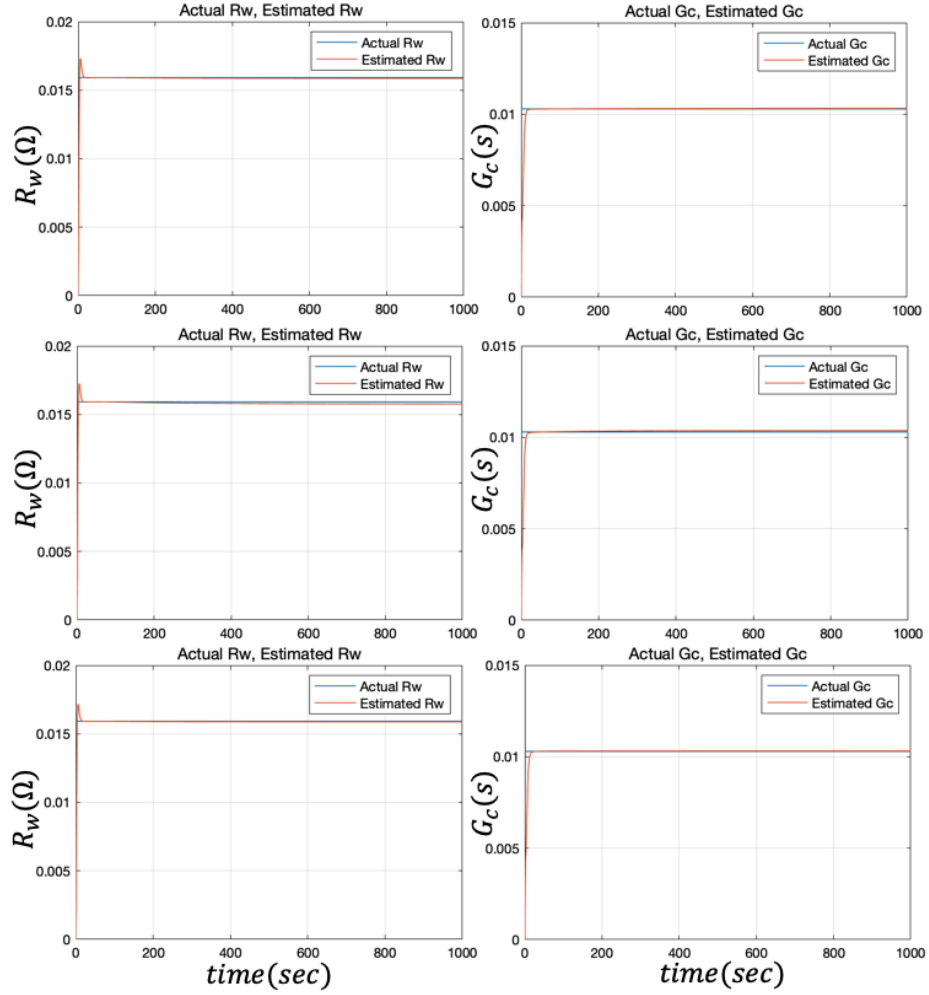 Actual Rw, Estimated Rw
0.02
0.015
0.01
0.005
0
R_w(Ω)
Actual Rw
Estimated Rw
0 200 400 600 800 1000
Actual Gc, Estimated Gc
0.015
0.01
0.005
0
G_c(s)
Actual Gc
Estimated Gc
0 200 400 600 800 1000
Actual Rw, Estimated Rw
0.02
0.015
0.01
0.005
0
R_w(Ω)
Actual Rw
Estimated Rw
0 200 400 600 800 1000
Actual Gc, Estimated Gc
0.015
0.01
0.005
0
G_c(s)
Actual Gc
Estimated Gc
0 200 400 600 800 1000
Actual Rw, Estimated Rw
0.02
0.015
0.01
0.005
0
R_w(Ω)
Actual Rw
Estimated Rw
0 200 400 600 800 1000
time(sec)
Actual Gc, Estimated Gc
0.015
0.01
0.005
0
G_c(s)
Actual Gc
Estimated Gc
0 200 400 600 800 1000
time(sec)